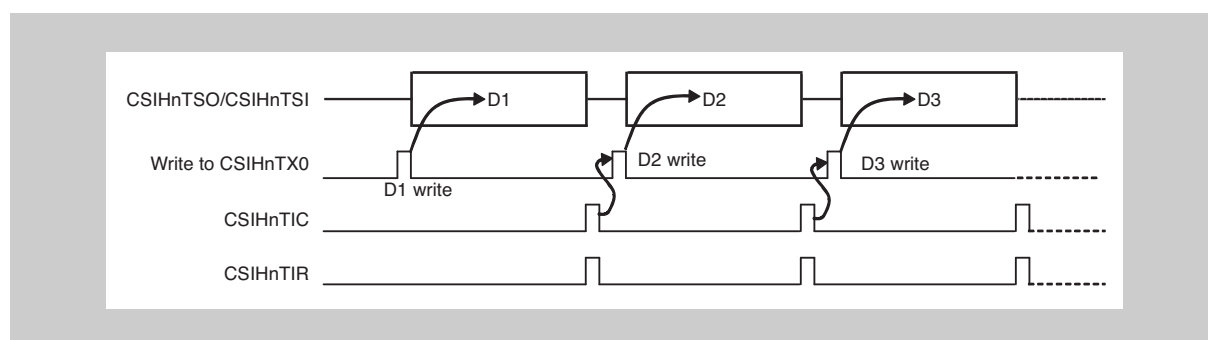 CSIHnTSO/CSIHnTSI D1 D2 D3
Write to CSIHnTX0 D2 write D3 write
D1 write
CSIHnTIC
CSIHnTIR